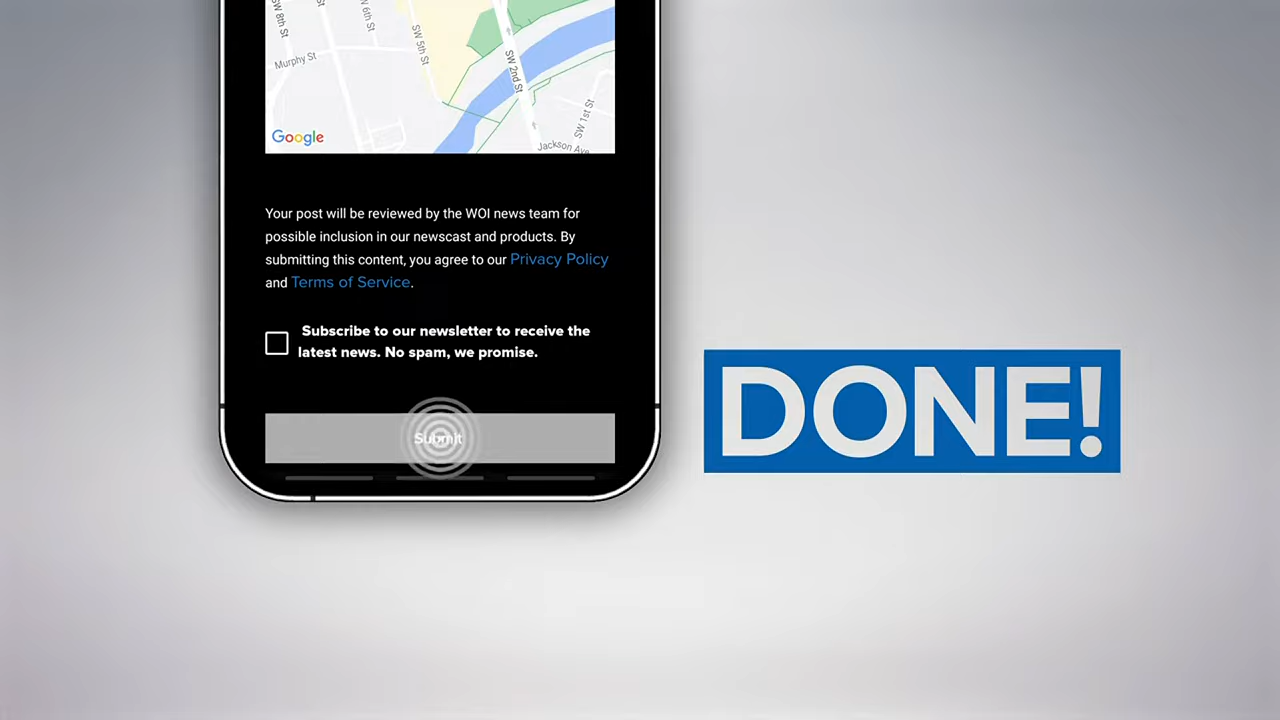 SW 8th St
SW 6th St
SW 5th St
Murphy St
SW 2nd St
SW 1st St
Google
Jackson Ave
Your post will be reviewed by the WOI news team for
possible inclusion in our newscast and products. By
submitting this content, you agree to our Privacy Policy
and Terms of Service.
Subscribe to our newsletter to receive the
latest news. No spam, we promise.
Submit
DONE!